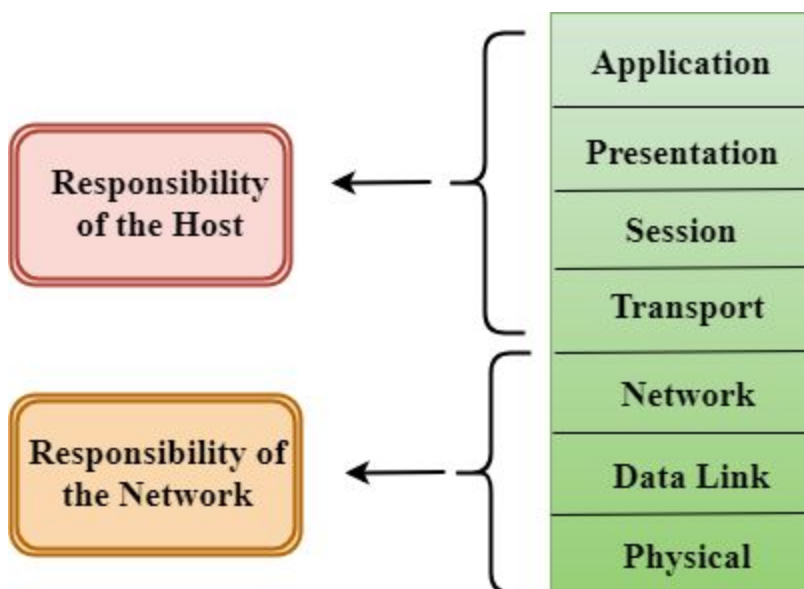 Application
Presentation
Session
Transport
Network
Data Link
Physical
Responsibility
of the Host
Responsibility of
the Network